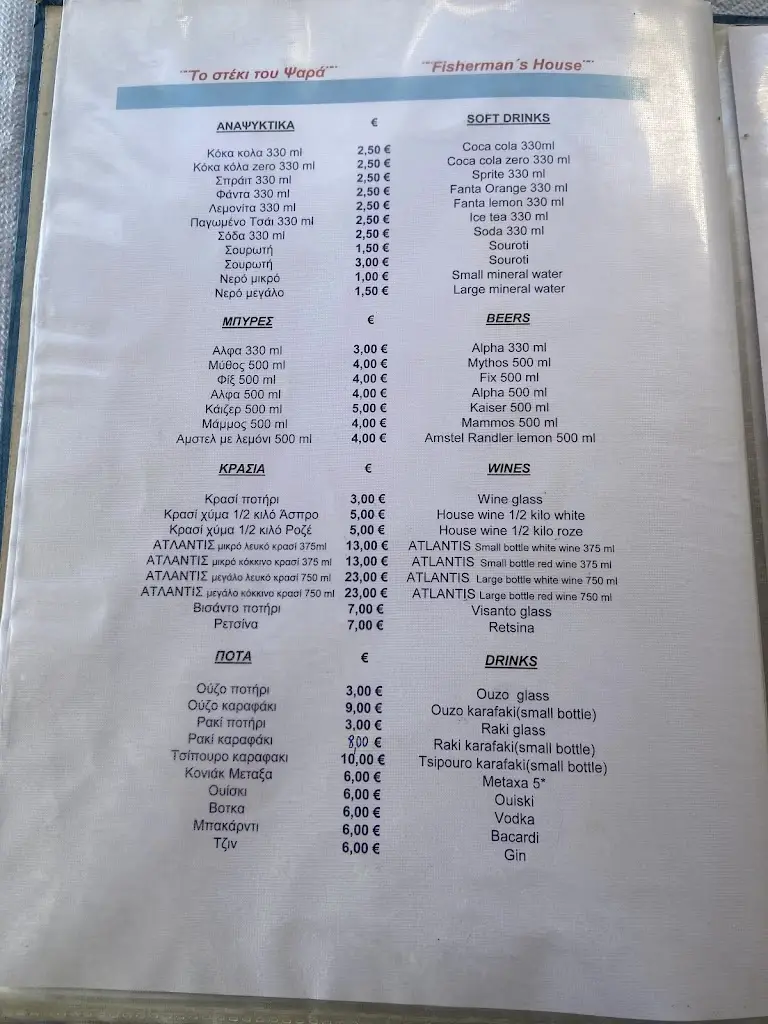 ""Το στέκι του Ψαρά"" ""Fisherman´s House""
ΑΝΑΨΥΚΤΙΚΑ € SOFT DRINKS
Κόκα κολα 330 ml 2,50 € Coca cola 330ml
Κόκα κόλα zero 330 ml 2,50 € Coca cola zero 330 ml
Σπράιτ 330 ml 2,50 € Sprite 330 ml
Φάντα 330 ml 2,50 € Fanta Orange 330 ml
Λεμονίτα 330 ml 2,50 € Fanta lemon 330 ml
Παγωμένο Τσάι 330 ml 2,50 € Ice tea 330 ml
Σόδα 330 ml 2,50 € Soda 330 ml
Σουρωτή 1,50 € Souroti
Σουρωτή 3,00 € Souroti
Νερό μικρό 1,00 € Small mineral water
Νερό μεγάλο 1,50 € Large mineral water
ΜΠΥΡΕΣ € BEERS
Αλφα 330 ml 3,00 € Alpha 330 ml
Μύθος 500 ml 4,00 € Mythos 500 ml
Φίξ 500 ml 4,00 € Fix 500 ml
Αλφα 500 ml 4,00 € Alpha 500 ml
Κάιζερ 500 ml 5,00 € Kaiser 500 ml
Μάμμος 500 ml 4,00 € Mammos 500 ml
Αμστελ με λεμόνι 500 ml 4,00 € Amstel Randler lemon 500 ml
ΚΡΑΣΙΑ € WINES
Κρασί ποτήρι 3,00 € Wine glass
Κρασί χύμα 1/2 κιλό Άσπρο 5,00 € House wine 1/2 kilo white
Κρασί χύμα 1/2 κιλό Ροζέ 5,00 € House wine 1/2 kilo roze
ΑΤΛΑΝΤΙΣ μικρό λευκό κρασί 375ml 13,00 € ATLANTIS Small bottle white wine 375 ml
ΑΤΛΑΝΤΙΣ μικρό κόκκινο κρασί 375 ml 13,00 € ATLANTIS Small bottle red wine 375 ml
ΑΤΛΑΝΤΙΣ μεγάλο λευκό κρασί 750 ml 23,00 € ATLANTIS Large bottle white wine 750 ml
ΑΤΛΑΝΤΙΣ μεγάλο κόκκινο κρασί 750 ml 23,00 € ATLANTIS Large bottle red wine 750 ml
Βισάντο ποτήρι 7,00 € Visanto glass
Ρετσίνα 7,00 € Retsina
ΠΟΤΑ € DRINKS
Ούζο ποτήρι 3,00 € Ouzo glass
Ούζο καραφάκι 9,00 € Ouzo karafaki(small bottle)
Ρακί ποτήρι 3,00 € Raki glass
Ρακί καραφάκι 8,00 € Raki karafaki(small bottle)
Τσίπουρο καραφακι 10,00 € Tsipouro karafaki(small bottle)
Κονιάκ Μεταξα 6,00 € Metaxa 5*
Ουίσκι 6,00 € Ouiski
Βοτκα 6,00 € Vodka
Μπακάρντι 6,00 € Bacardi
Τζιν 6,00 € Gin